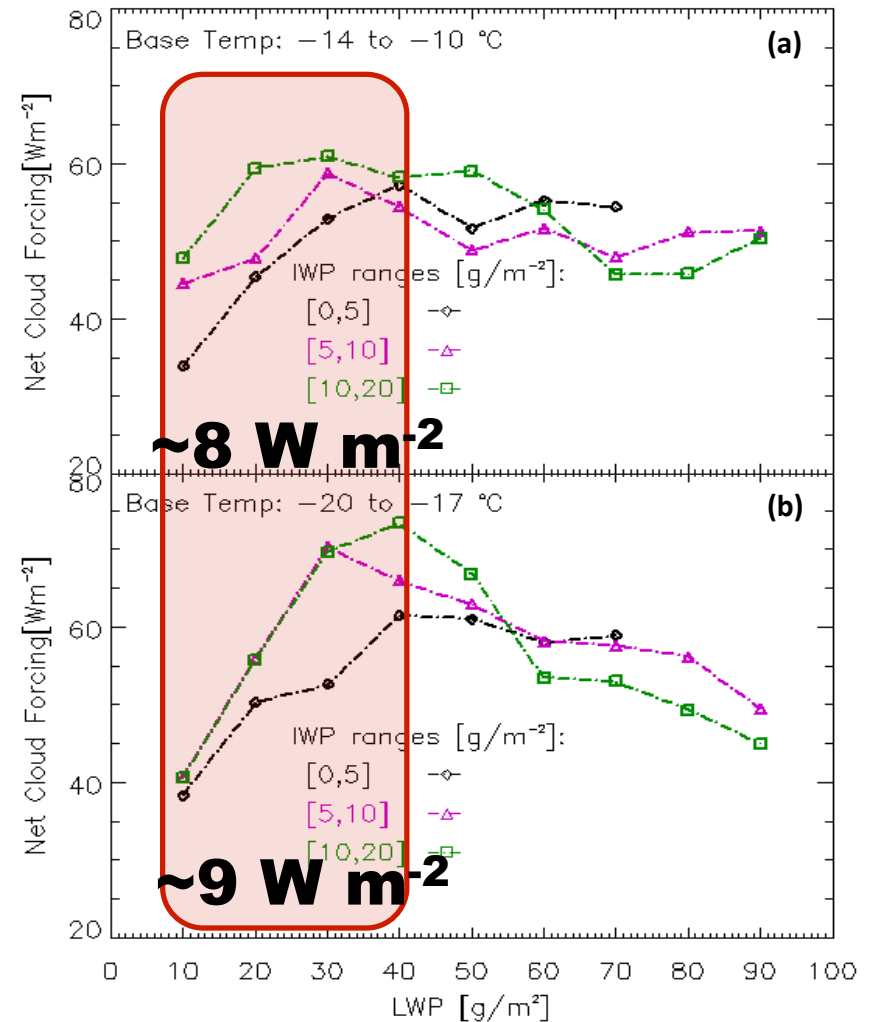 80
Base Temp: −14 to −10 °C
(a)
Net Cloud Forcing[Wm⁻²]
60
40
20
IWP ranges [g/m⁻²]:
[0,5]
[5,10]
[10,20]
~8 W m⁻²
80
Base Temp: −20 to −17 °C
(b)
Net Cloud Forcing[Wm⁻²]
60
40
20
IWP ranges [g/m⁻²]:
[0,5]
[5,10]
[10,20]
~9 W m⁻²
0 10 20 30 40 50 60 70 80 90 100
LWP [g/m²]